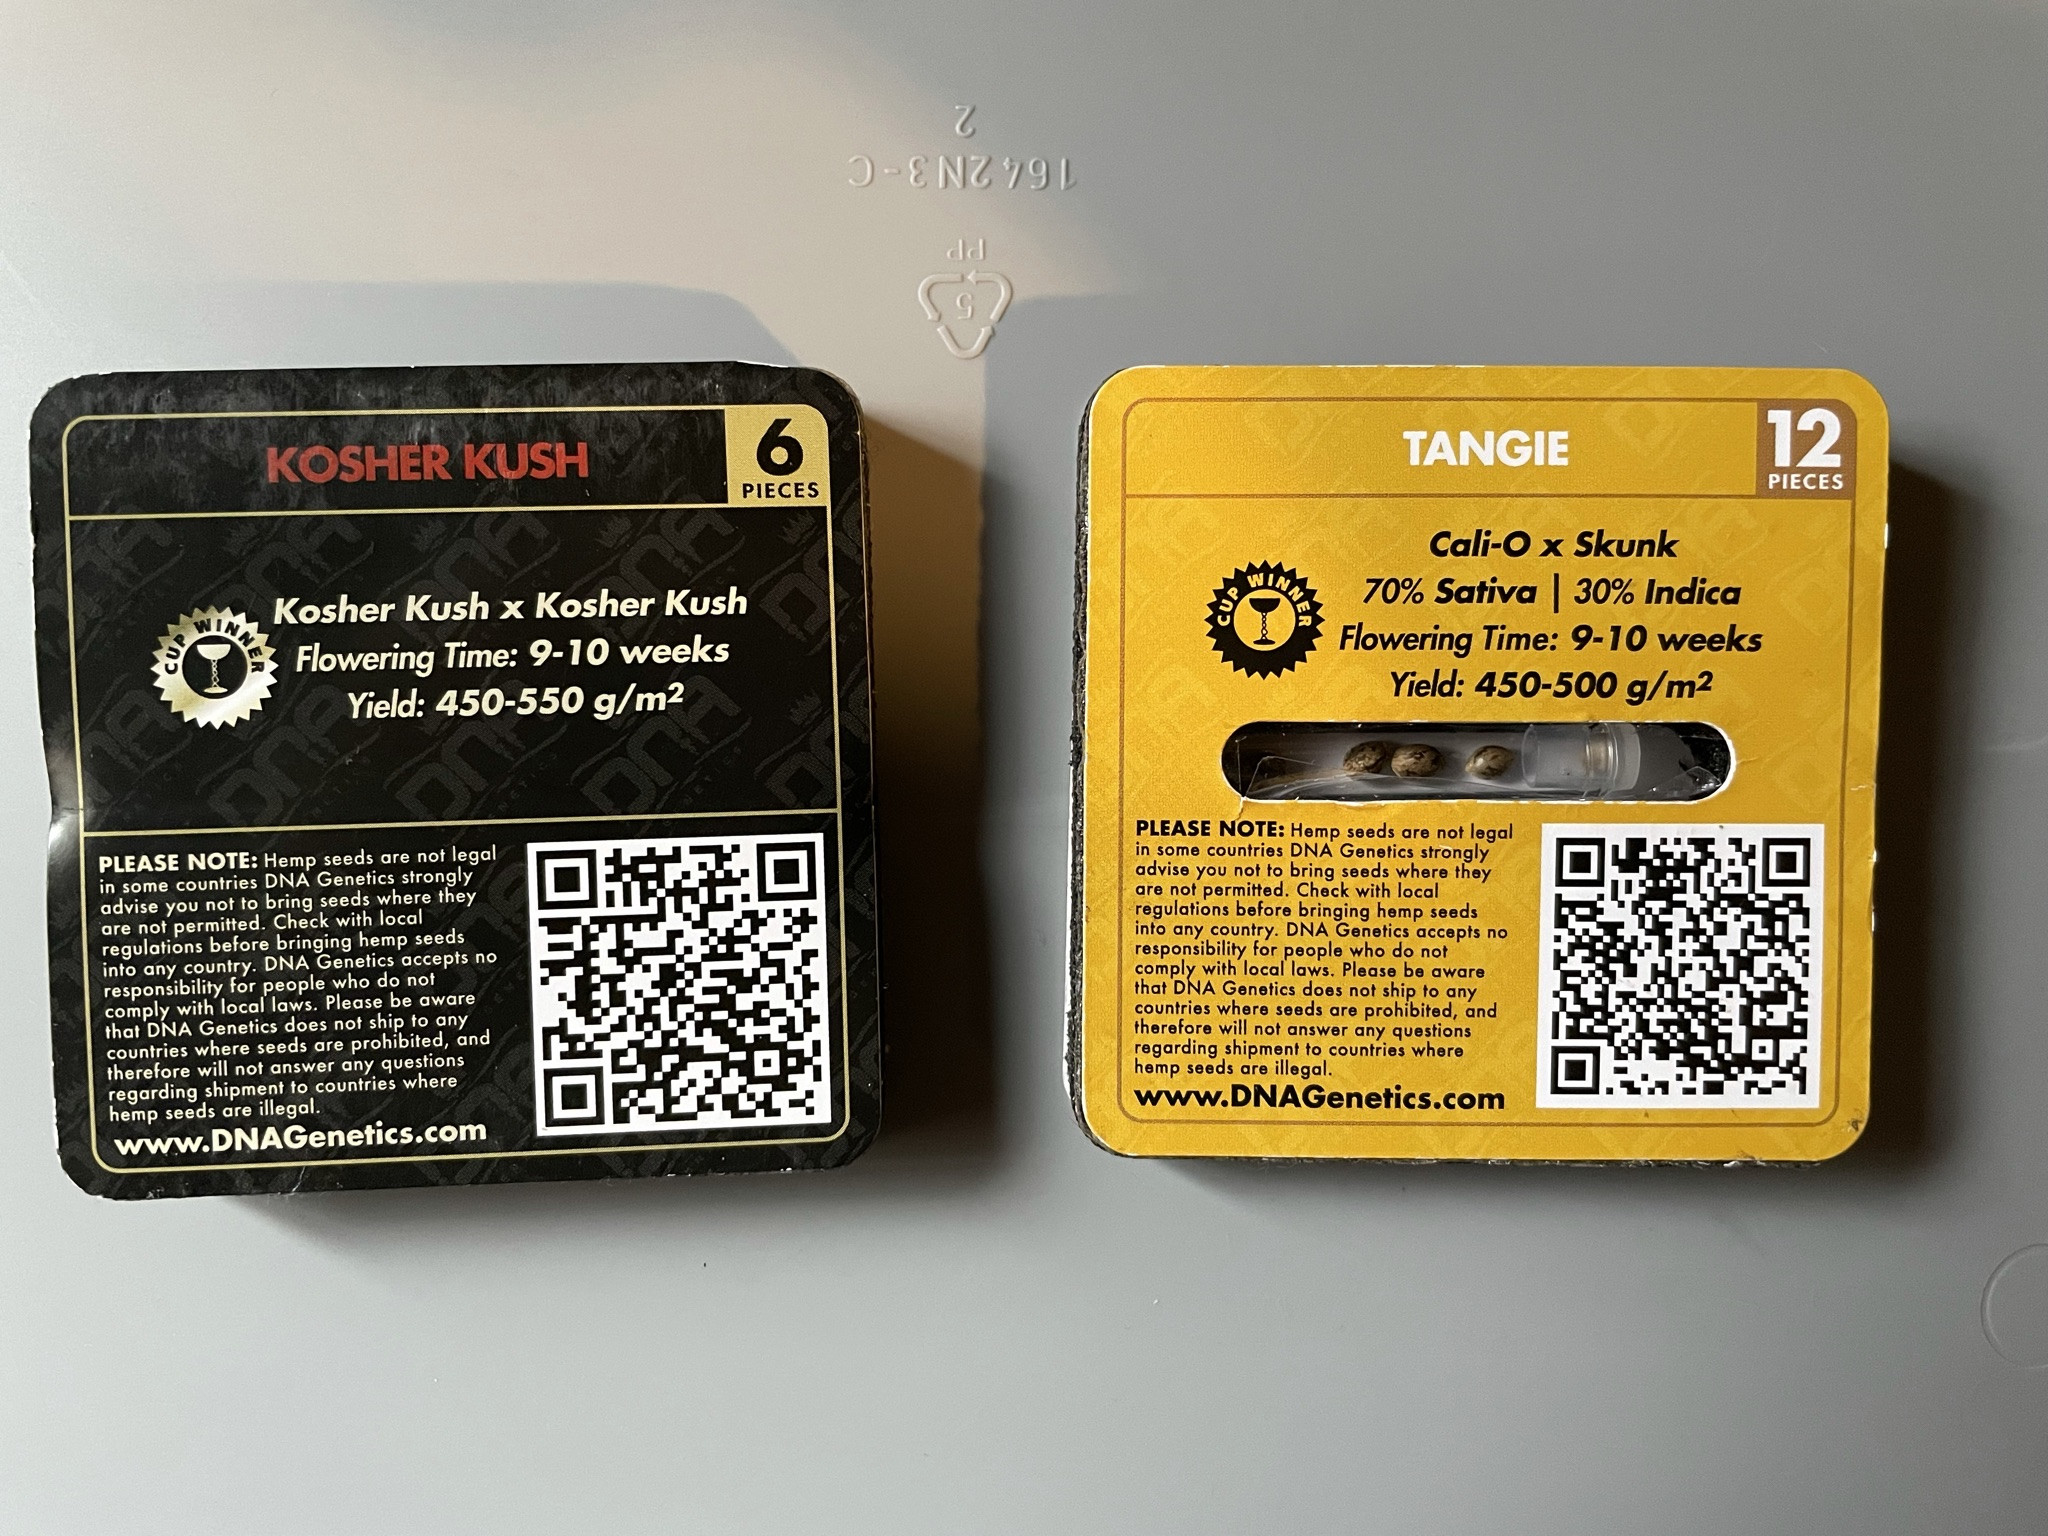 2
1642N3-C
PP
5
KOSHER KUSH
6
PIECES
CUP WINNER
Kosher Kush x Kosher Kush
Flowering Time: 9-10 weeks
Yield: 450-550 g/m²
PLEASE NOTE: Hemp seeds are not legal
in some countries DNA Genetics strongly
advise you not to bring seeds where they
are not permitted. Check with local
regulations before bringing hemp seeds
into any country. DNA Genetics accepts no
responsibility for people who do not
comply with local laws. Please be aware
that DNA Genetics does not ship to any
countries where seeds are prohibited, and
therefore will not answer any questions
regarding shipment to countries where
hemp seeds are illegal.
www.DNAGenetics.com
TANGIE
12
PIECES
CUP WINNER
Cali-O x Skunk
70% Sativa | 30% Indica
Flowering Time: 9-10 weeks
Yield: 450-500 g/m²
PLEASE NOTE: Hemp seeds are not legal
in some countries DNA Genetics strongly
advise you not to bring seeds where they
are not permitted. Check with local
regulations before bringing hemp seeds
into any country. DNA Genetics accepts no
responsibility for people who do not
comply with local laws. Please be aware
that DNA Genetics does not ship to any
countries where seeds are prohibited, and
therefore will not answer any questions
regarding shipment to countries where
hemp seeds are illegal.
www.DNAGenetics.com